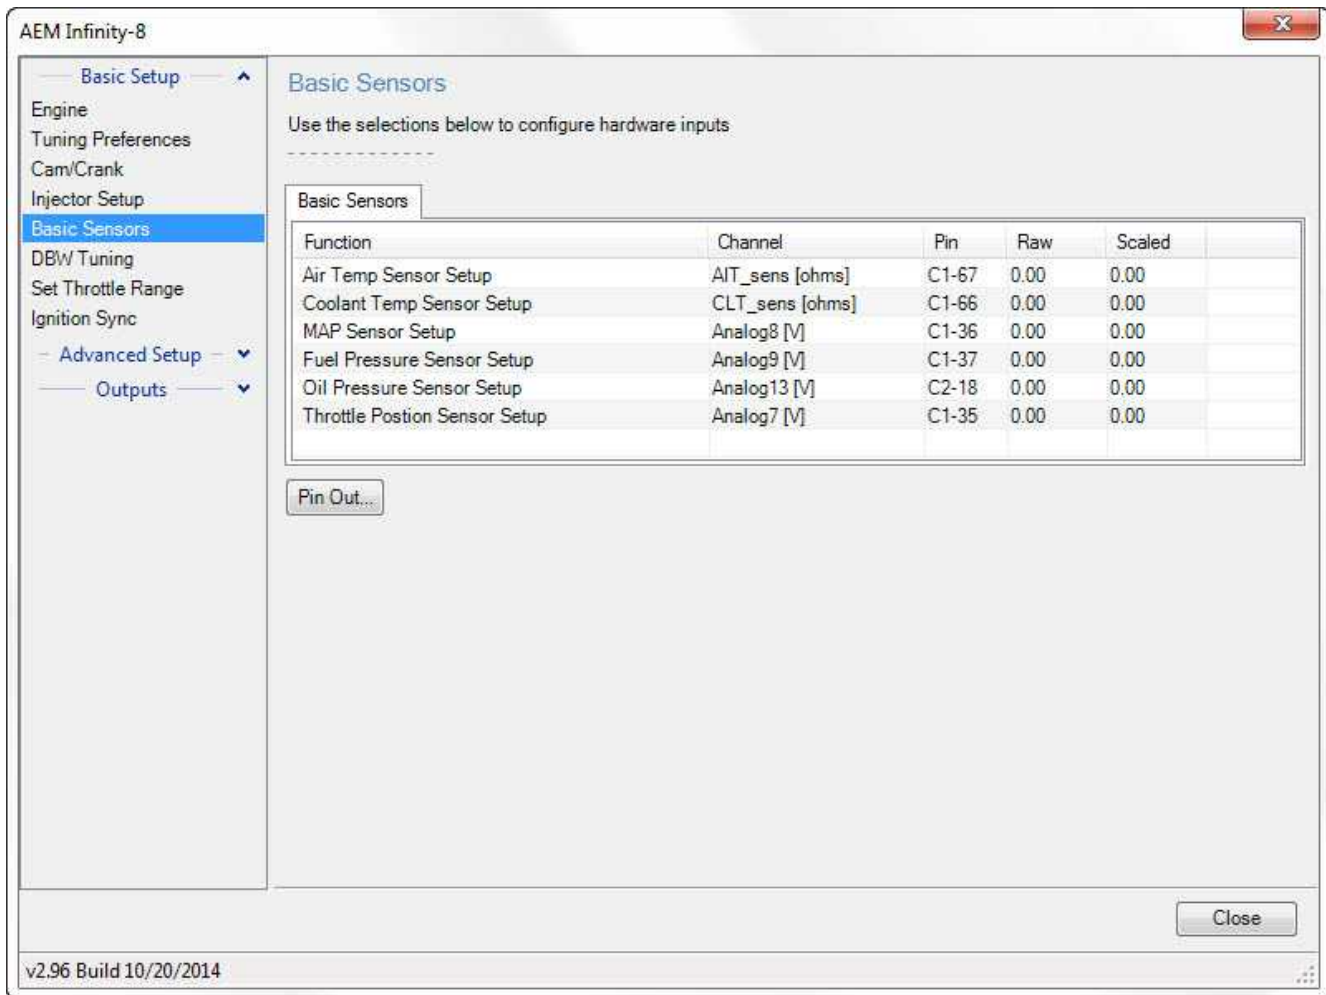 AEM Infinity-8
Basic Setup
Engine
Tuning Preferences
Cam/Crank
Injector Setup
Basic Sensors
DBW Tuning
Set Throttle Range
Ignition Sync
Advanced Setup
Outputs
Basic Sensors
Use the selections below to configure hardware inputs
-------------
Basic Sensors
Function Channel Pin Raw Scaled
Air Temp Sensor Setup AIT_sens [ohms] C1-67 0.00 0.00
Coolant Temp Sensor Setup CLT_sens [ohms] C1-66 0.00 0.00
MAP Sensor Setup Analog8 [V] C1-36 0.00 0.00
Fuel Pressure Sensor Setup Analog9 [V] C1-37 0.00 0.00
Oil Pressure Sensor Setup Analog13 [V] C2-18 0.00 0.00
Throttle Postion Sensor Setup Analog7 [V] C1-35 0.00 0.00
Pin Out...
Close
v2.96 Build 10/20/2014